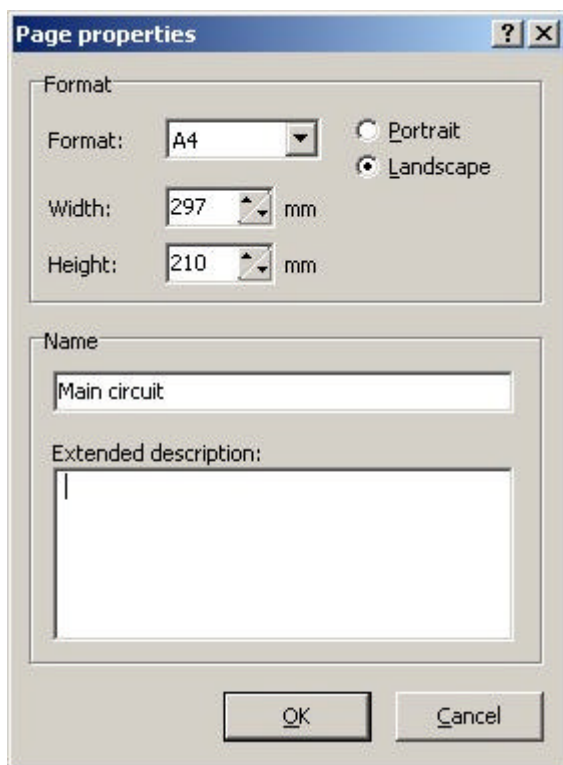 Page properties
Format
Format: A4
Portrait
Landscape
Width: 297 mm
Height: 210 mm
Name
Main circuit
Extended description:
OK
Cancel